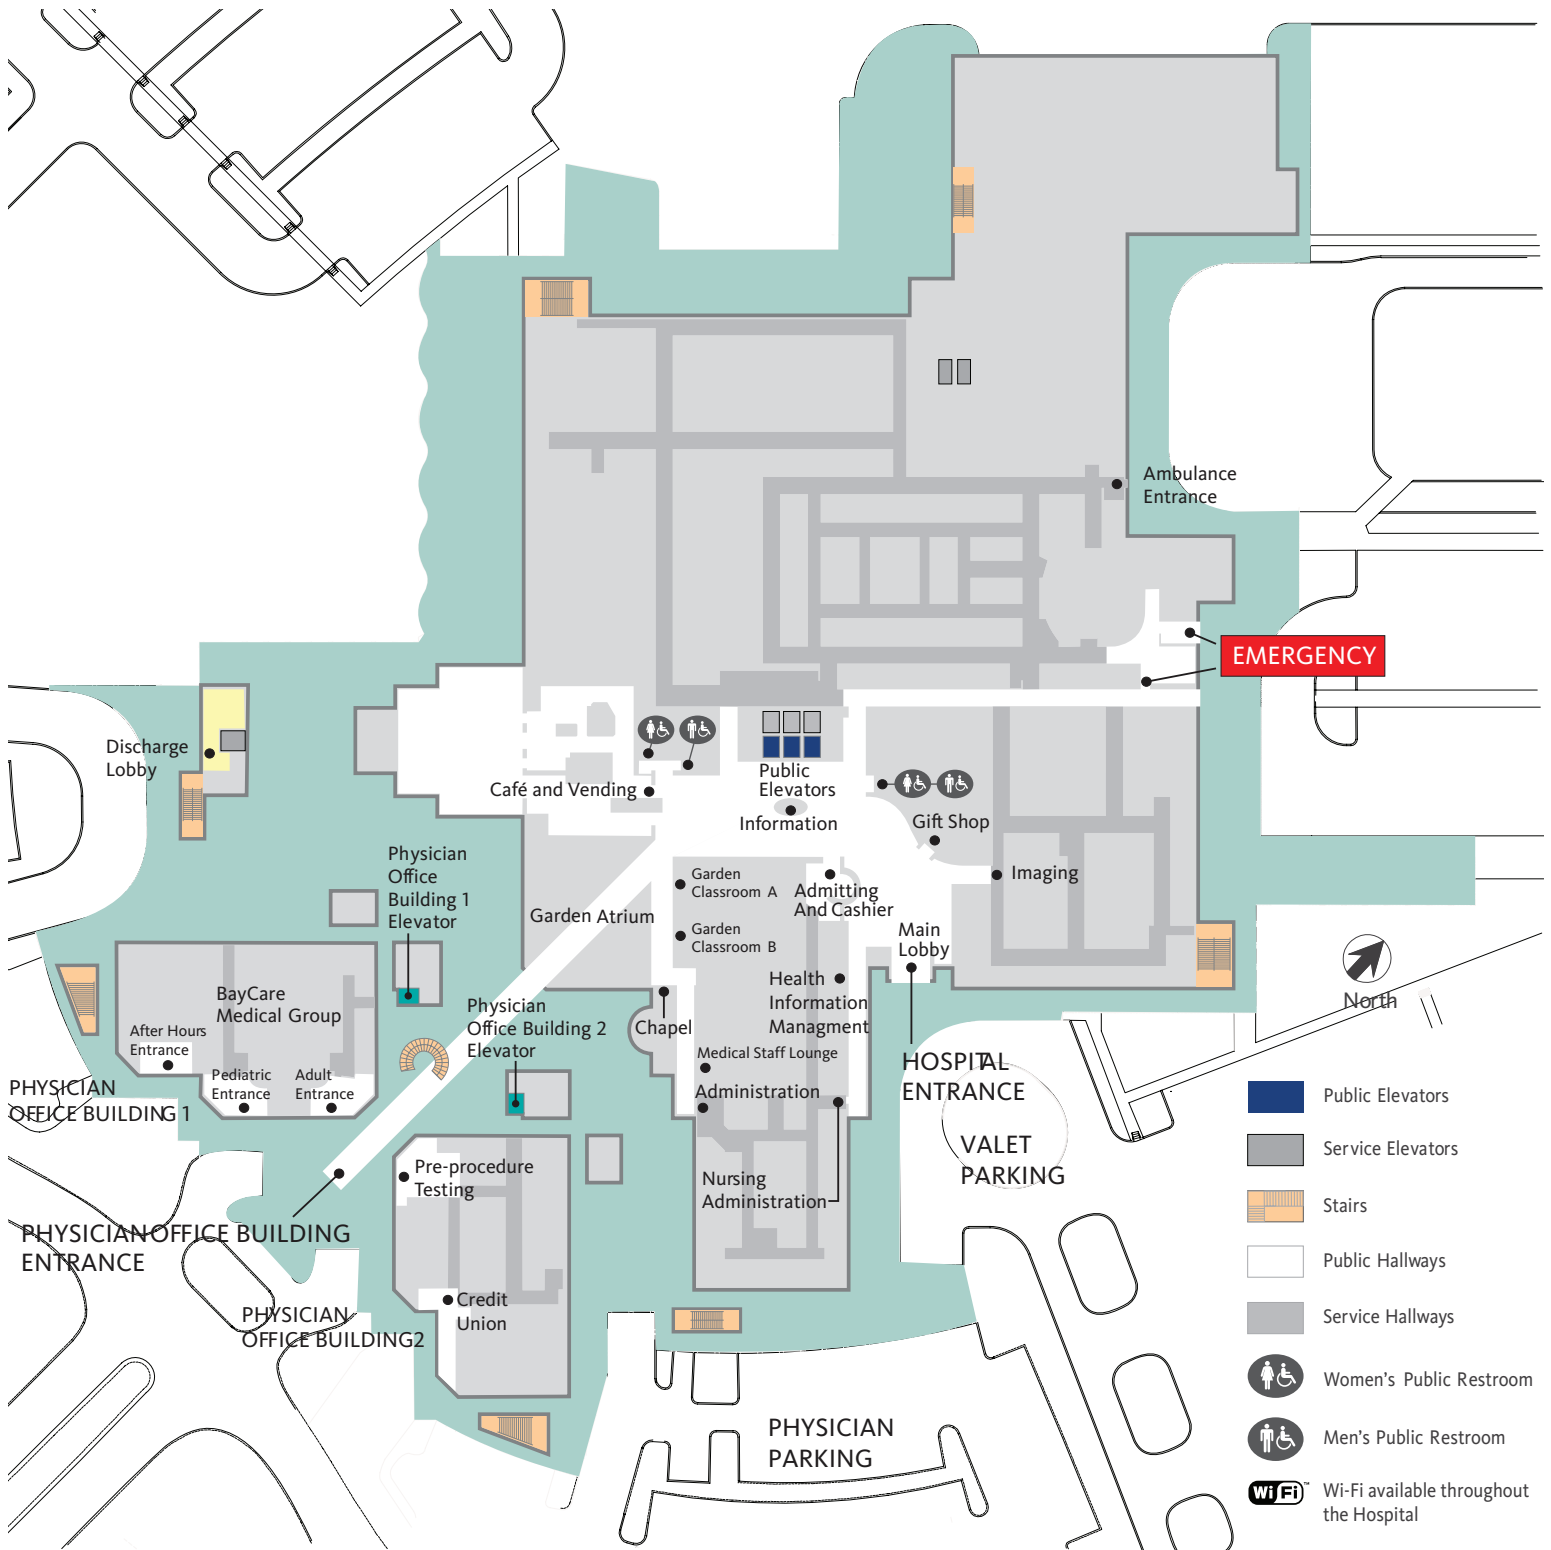 Ambulance
Entrance
EMERGENCY
Discharge
Lobby
Café and Vending
Public
Elevators
Information
Gift Shop
Physician
Office
Building 1
Elevator
Garden
Classroom A
Admitting
And Cashier
Imaging
Garden Atrium
Garden
Classroom B
Main
Lobby
Health
Information
Managment
BayCare
Medical Group
Physician
Office Building 2
Elevator
Chapel
North
After Hours
Entrance
Medical Staff Lounge
HOSPITAL
ENTRANCE
Pediatric
Entrance
Adult
Entrance
Administration
PHYSICIAN
OFFICE BUILDING 1
VALET
PARKING
Pre-procedure
Testing
Nursing
Administration
PHYSICIAN OFFICE BUILDING
ENTRANCE
Credit
Union
PHYSICIAN
OFFICE BUILDING2
PHYSICIAN
PARKING
Public Elevators
Service Elevators
Stairs
Public Hallways
Service Hallways
Women's Public Restroom
Men's Public Restroom
WiFi™
Wi-Fi available throughout
the Hospital